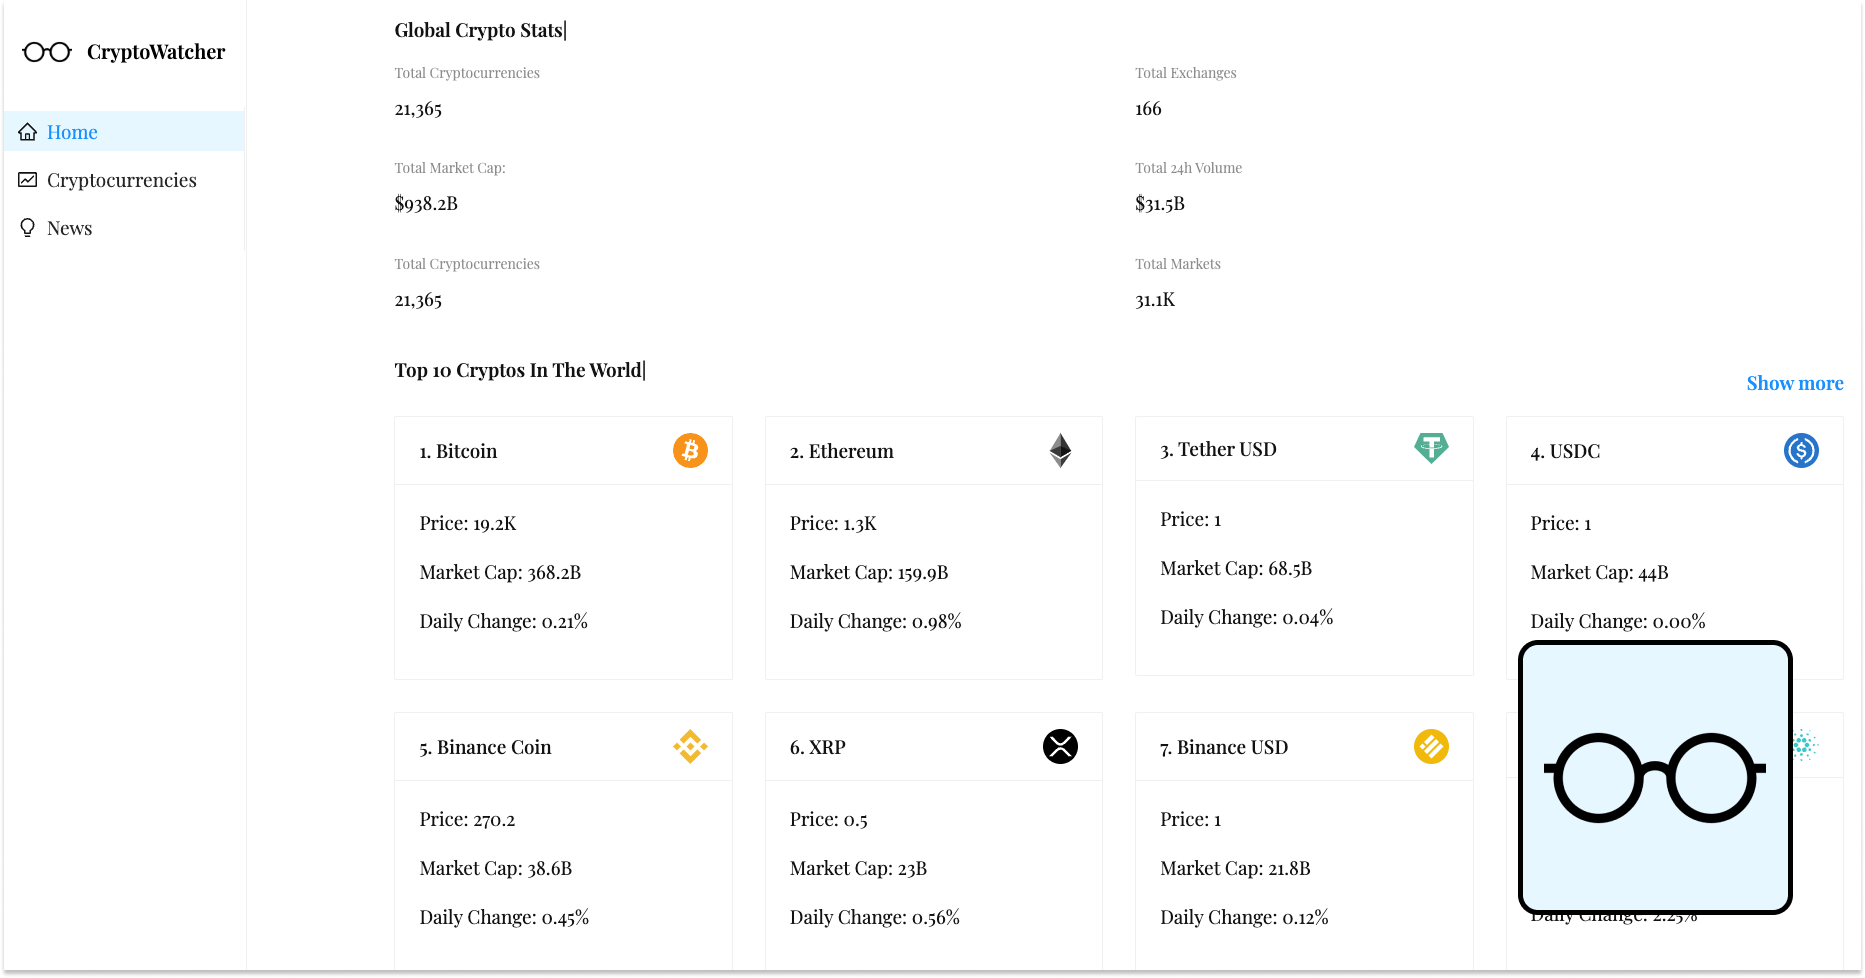 CryptoWatcher
Home
Cryptocurrencies
News
Global Crypto Stats|
Total Cryptocurrencies
21,365
Total Exchanges
166
Total Market Cap:
$938.2B
Total 24h Volume
$31.5B
Total Cryptocurrencies
21,365
Total Markets
31.1K
Top 10 Cryptos In The World|
Show more
1. Bitcoin
Price: 19.2K
Market Cap: 368.2B
Daily Change: 0.21%
2. Ethereum
Price: 1.3K
Market Cap: 159.9B
Daily Change: 0.98%
3. Tether USD
Price: 1
Market Cap: 68.5B
Daily Change: 0.04%
4. USDC
Price: 1
Market Cap: 44B
Daily Change: 0.00%
5. Binance Coin
Price: 270.2
Market Cap: 38.6B
Daily Change: 0.45%
6. XRP
Price: 0.5
Market Cap: 23B
Daily Change: 0.56%
7. Binance USD
Price: 1
Market Cap: 21.8B
Daily Change: 0.12%
Daily Change: 2.25%